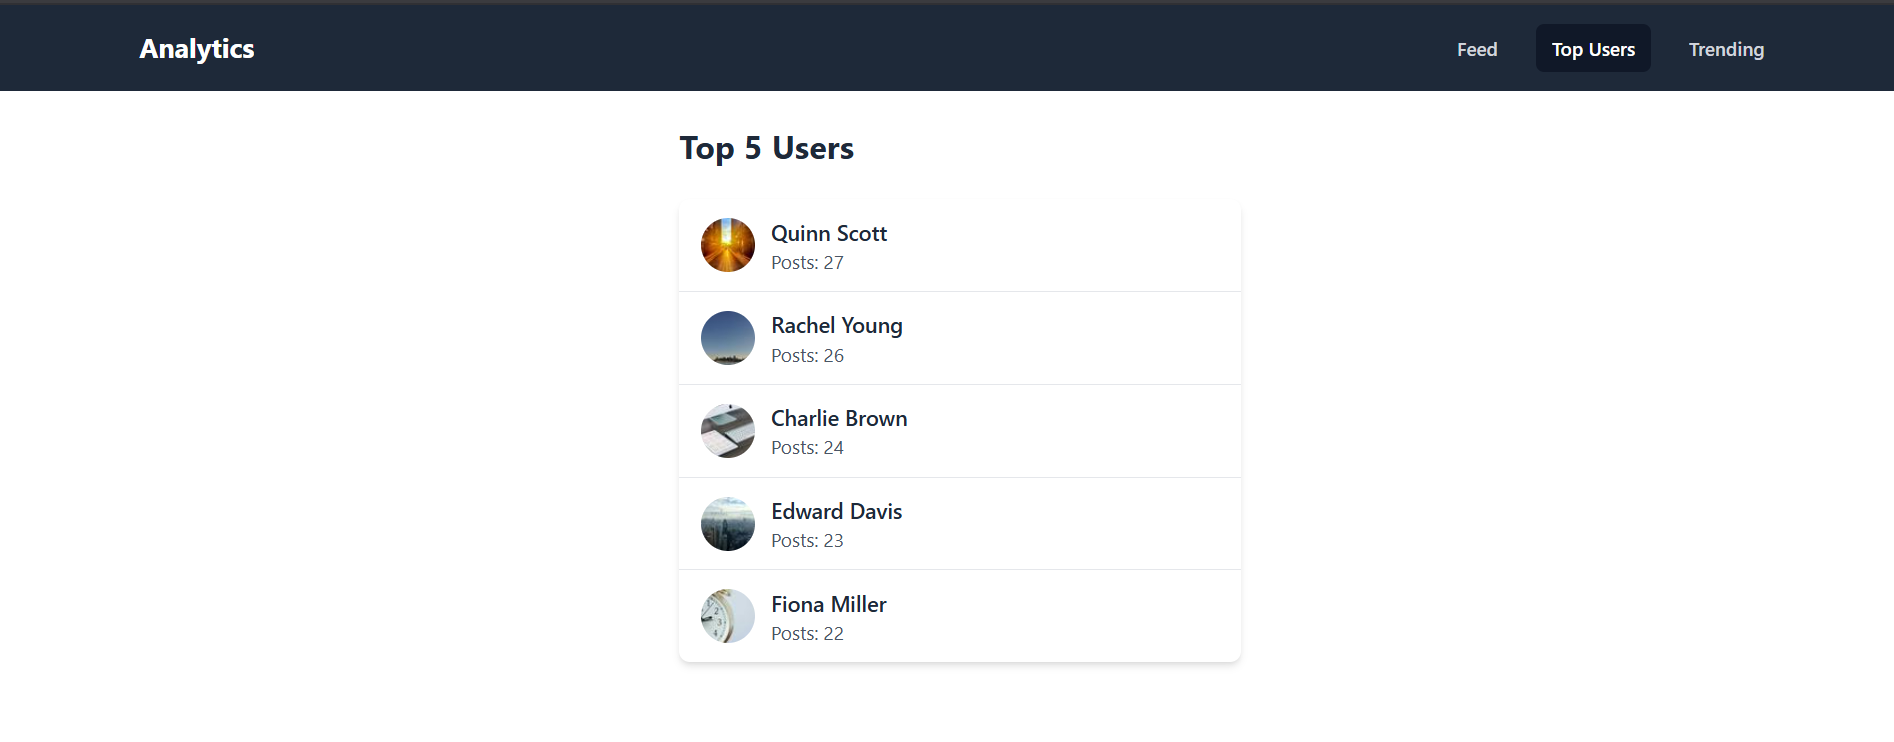 Analytics
Feed
Top Users
Trending
Top 5 Users
Quinn Scott
Posts: 27
Rachel Young
Posts: 26
Charlie Brown
Posts: 24
Edward Davis
Posts: 23
Fiona Miller
Posts: 22